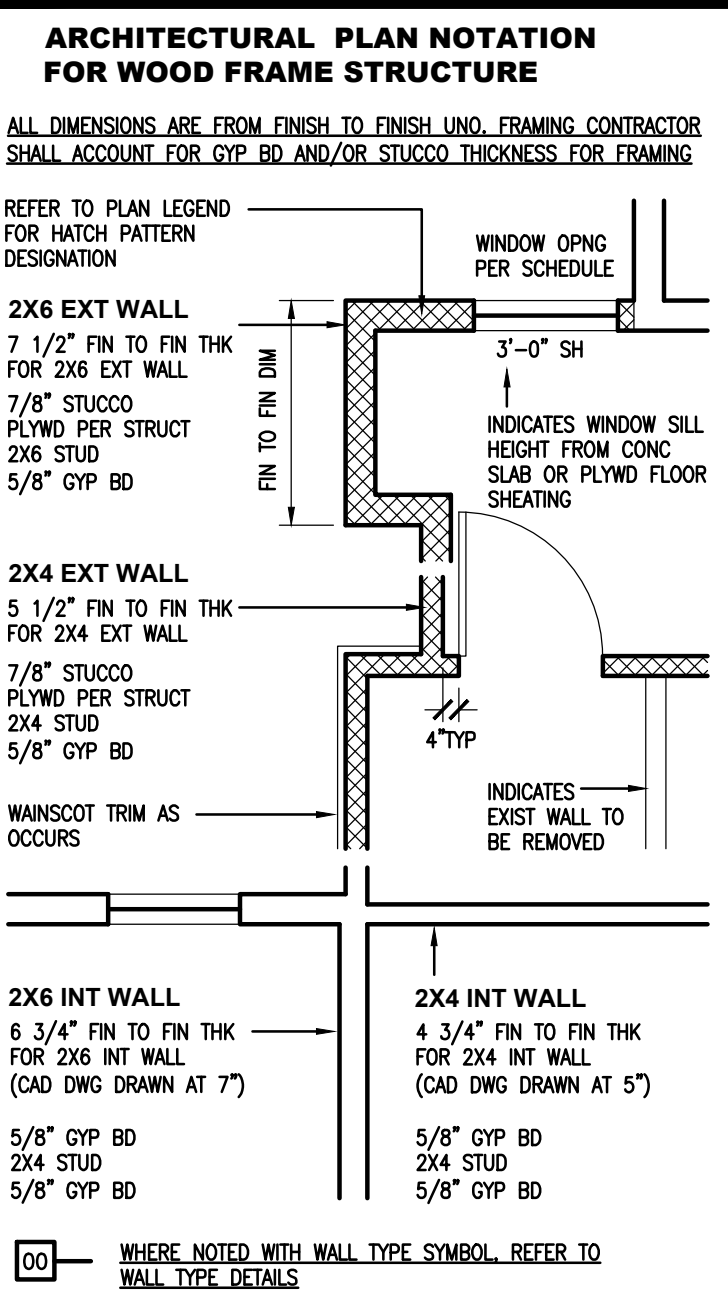 ARCHITECTURAL PLAN NOTATION
FOR WOOD FRAME STRUCTURE
ALL DIMENSIONS ARE FROM FINISH TO FINISH UNO. FRAMING CONTRACTOR
SHALL ACCOUNT FOR GYP BD AND/OR STUCCO THICKNESS FOR FRAMING
REFER TO PLAN LEGEND
FOR HATCH PATTERN
DESIGNATION
WINDOW OPNG
PER SCHEDULE
2X6 EXT WALL
7 1/2" FIN TO FIN THK
FOR 2X6 EXT WALL
7/8" STUCCO
PLYWD PER STRUCT
2X6 STUD
5/8" GYP BD
FIN TO FIN DIM
3'-0" SH
INDICATES WINDOW SILL
HEIGHT FROM CONC
SLAB OR PLYWD FLOOR
SHEATING
2X4 EXT WALL
5 1/2" FIN TO FIN THK
FOR 2X4 EXT WALL
7/8" STUCCO
PLYWD PER STRUCT
2X4 STUD
5/8" GYP BD
4"TYP
WAINSCOT TRIM AS
OCCURS
INDICATES
EXIST WALL TO
BE REMOVED
2X6 INT WALL
6 3/4" FIN TO FIN THK
FOR 2X6 INT WALL
(CAD DWG DRAWN AT 7")
5/8" GYP BD
2X4 STUD
5/8" GYP BD
2X4 INT WALL
4 3/4" FIN TO FIN THK
FOR 2X4 INT WALL
(CAD DWG DRAWN AT 5")
5/8" GYP BD
2X4 STUD
5/8" GYP BD
00
WHERE NOTED WITH WALL TYPE SYMBOL, REFER TO
WALL TYPE DETAILS